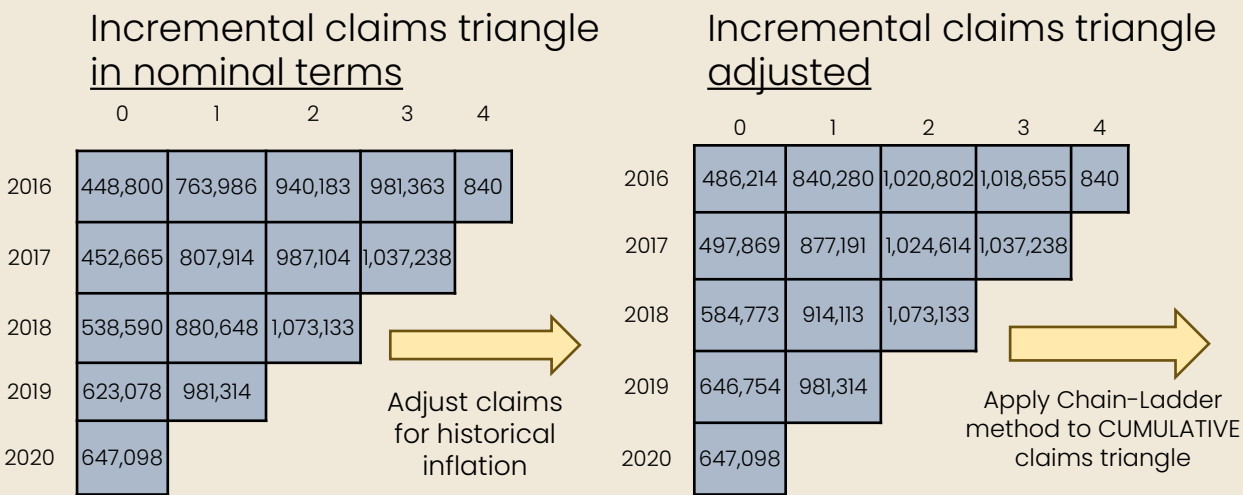 Incremental claims triangle
in nominal terms
0 1 2 3 4
2016 448,800 763,986 940,183 981,363 840
2017 452,665 807,914 987,104 1,037,238
2018 538,590 880,648 1,073,133
2019 623,078 981,314
2020 647,098
Adjust claims
for historical
inflation
Incremental claims triangle
adjusted
0 1 2 3 4
2016 486,214 840,280 1,020,802 1,018,655 840
2017 497,869 877,191 1,024,614 1,037,238
2018 584,773 914,113 1,073,133
2019 646,754 981,314
2020 647,098
Apply Chain-Ladder
method to CUMULATIVE
claims triangle